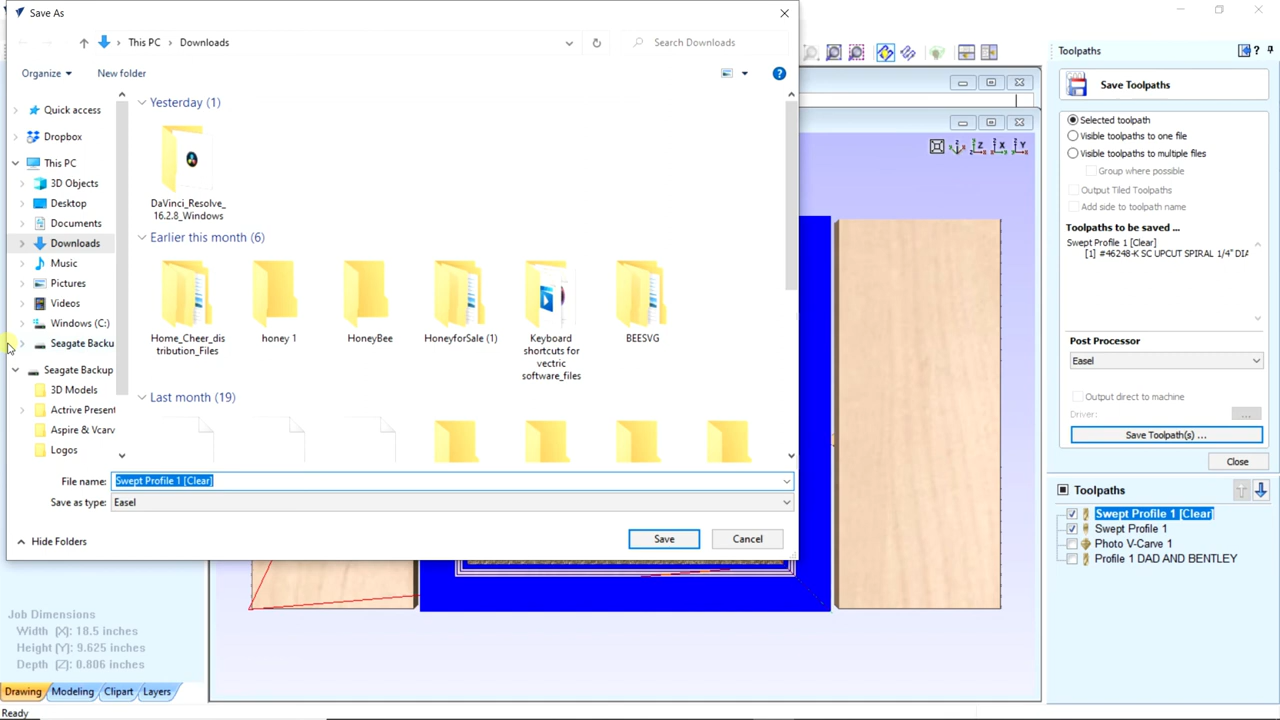 Save As
This PC
Downloads
Search Downloads
Organize
New folder
?
Quick access
Dropbox
This PC
3D Objects
Desktop
Documents
Downloads
Music
Pictures
Videos
Windows (C:)
Seagate Backu
Seagate Backup
3D Models
Actrive Present
Aspire & Vcarv
Logos
Yesterday (1)
DaVinci_Resolve_
16.2.8_Windows
Earlier this month (6)
Home_Cheer_dis
tribution_Files
honey 1
HoneyBee
HoneyforSale (1)
Keyboard
shortcuts for
vectric
software_files
BEESVG
Last month (19)
File name:
Swept Profile 1 [Clear]
Save as type:
Easel
Hide Folders
Save
Cancel
Z
X
Y
Toolpaths
?
Save Toolpaths
Selected toolpath
Visible toolpaths to one file
Visible toolpaths to multiple files
Group where possible
Output Tiled Toolpaths
Add side to toolpath name
Toolpaths to be saved ...
Swept Profile 1 [Clear]
[1] #46248-K SC UPCUT SPIRAL 1/4" DIA
Post Processor
Easel
Output direct to machine
Driver:
...
Save Toolpath(s) ...
Close
Toolpaths
Swept Profile 1 [Clear]
Swept Profile 1
Photo V-Carve 1
Profile 1 DAD AND BENTLEY
Job Dimensions
Width [X]: 18.5 inches
Height [Y]: 9.625 inches
Depth [Z]: 0.806 inches
Drawing
Modeling
Clipart
Layers
Ready